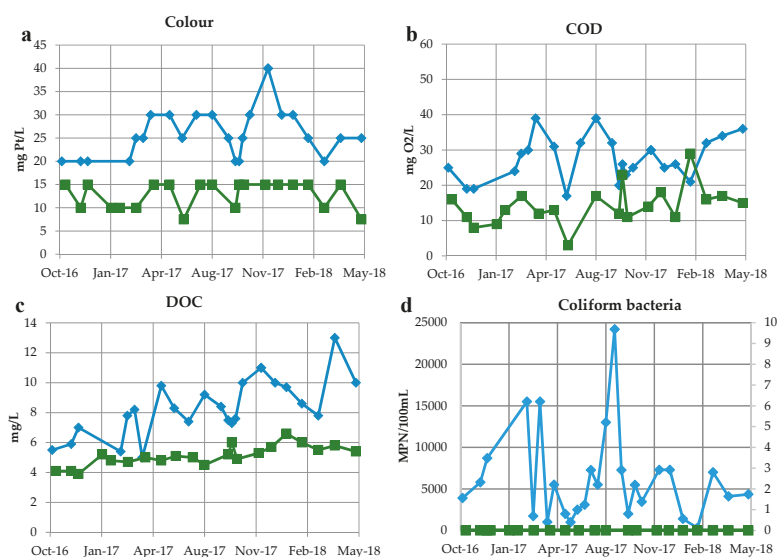 a
Colour
mg Pt/L
45
40
35
30
25
20
15
10
5
0
Oct-16 Jan-17 Apr-17 Aug-17 Nov-17 Feb-18 May-18
b
COD
mg O2/L
60
50
40
30
20
10
0
Oct-16 Jan-17 Apr-17 Aug-17 Nov-17 Feb-18 May-18
c
DOC
mg/L
14
12
10
8
6
4
2
0
Oct-16 Jan-17 Apr-17 Aug-17 Nov-17 Feb-18 May-18
d
Coliform bacteria
MPN/100mL
25000
20000
15000
10000
5000
0
10
9
8
7
6
5
4
3
2
1
0
Oct-16 Jan-17 Apr-17 Aug-17 Nov-17 Feb-18 May-18